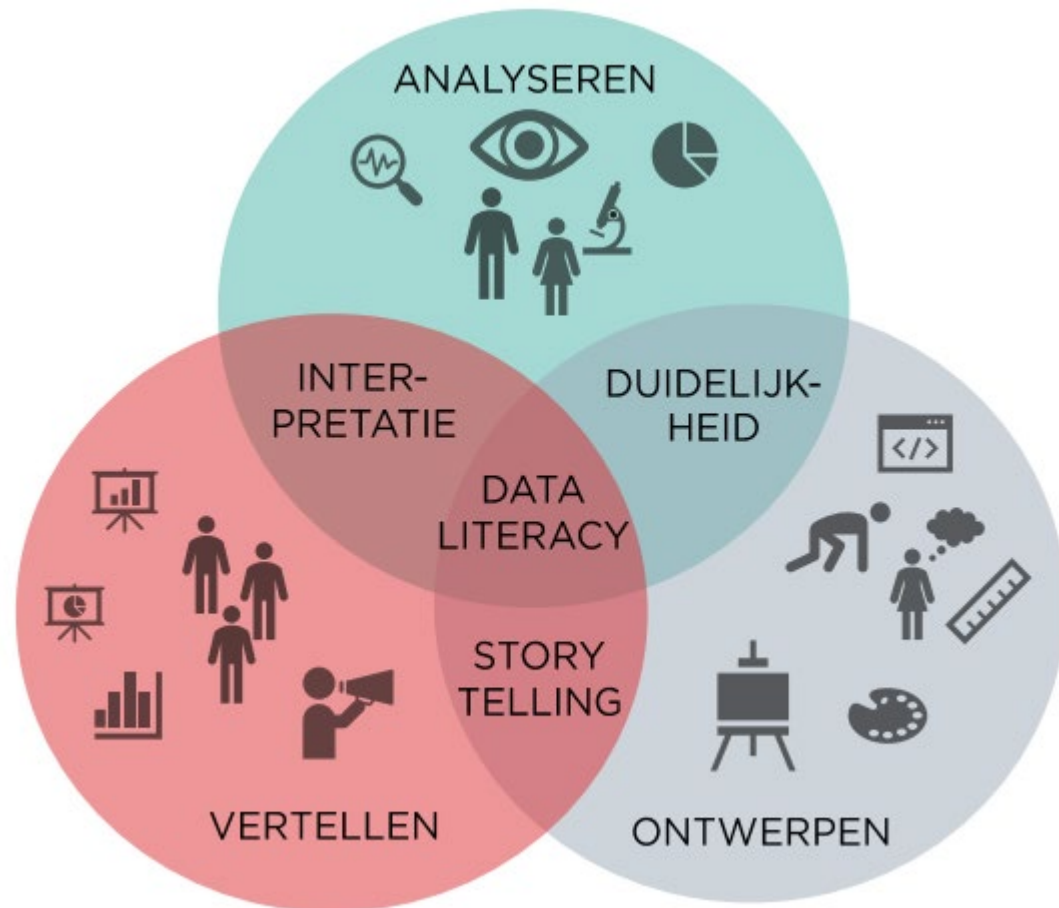 ANALYSEREN
INTER-
PRETATIE
DUIDELIJK-
HEID
</>
DATA
LITERACY
STORY
TELLING
VERTELLEN
ONTWERPEN